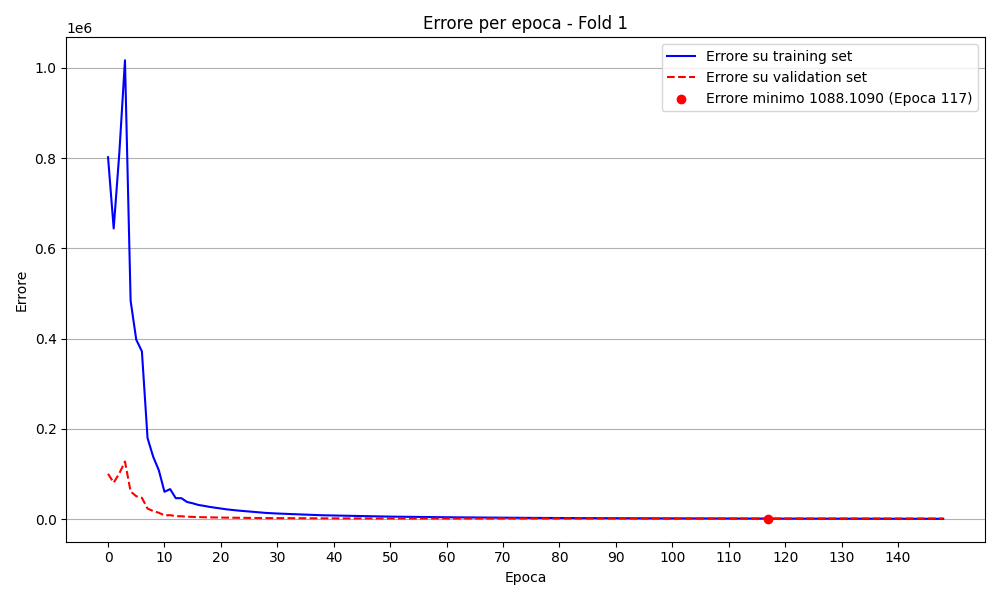 Errore per epoca - Fold 1
1e6
1.0
0.8
0.6
0.4
0.2
0.0
Errore
Errore su training set
Errore su validation set
Errore minimo 1088.1090 (Epoca 117)
0 10 20 30 40 50 60 70 80 90 100 110 120 130 140
Epoca